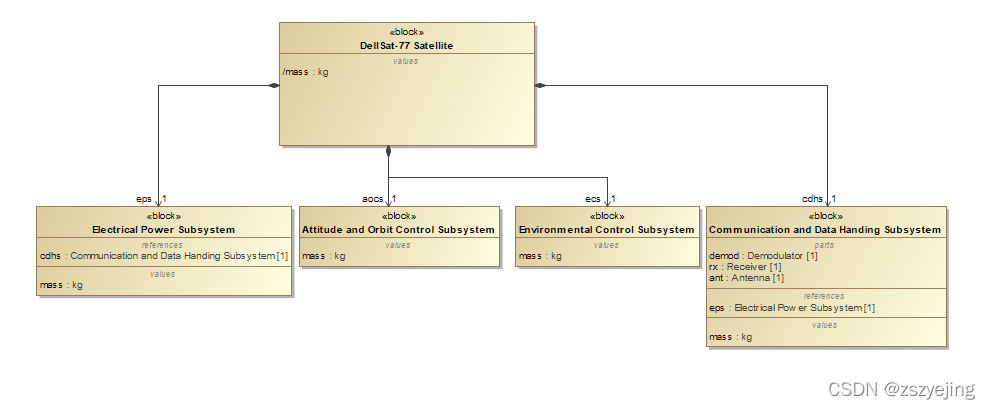 «block»
DellSat-77 Satellite
values
/mass : kg
eps 1
aocs 1
ecs 1
cdhs 1
«block»
Electrical Power Subsystem
references
cdhs : Communication and Data Handing Subsystem [1]
values
mass : kg
«block»
Attitude and Orbit Control Subsystem
values
mass : kg
«block»
Environmental Control Subsystem
values
mass : kg
«block»
Communication and Data Handing Subsystem
parts
demod : Demodulator [1]
rx : Receiver [1]
ant : Antenna [1]
references
eps : Electrical Power Subsystem [1]
values
mass : kg
CSDN @zszyejing